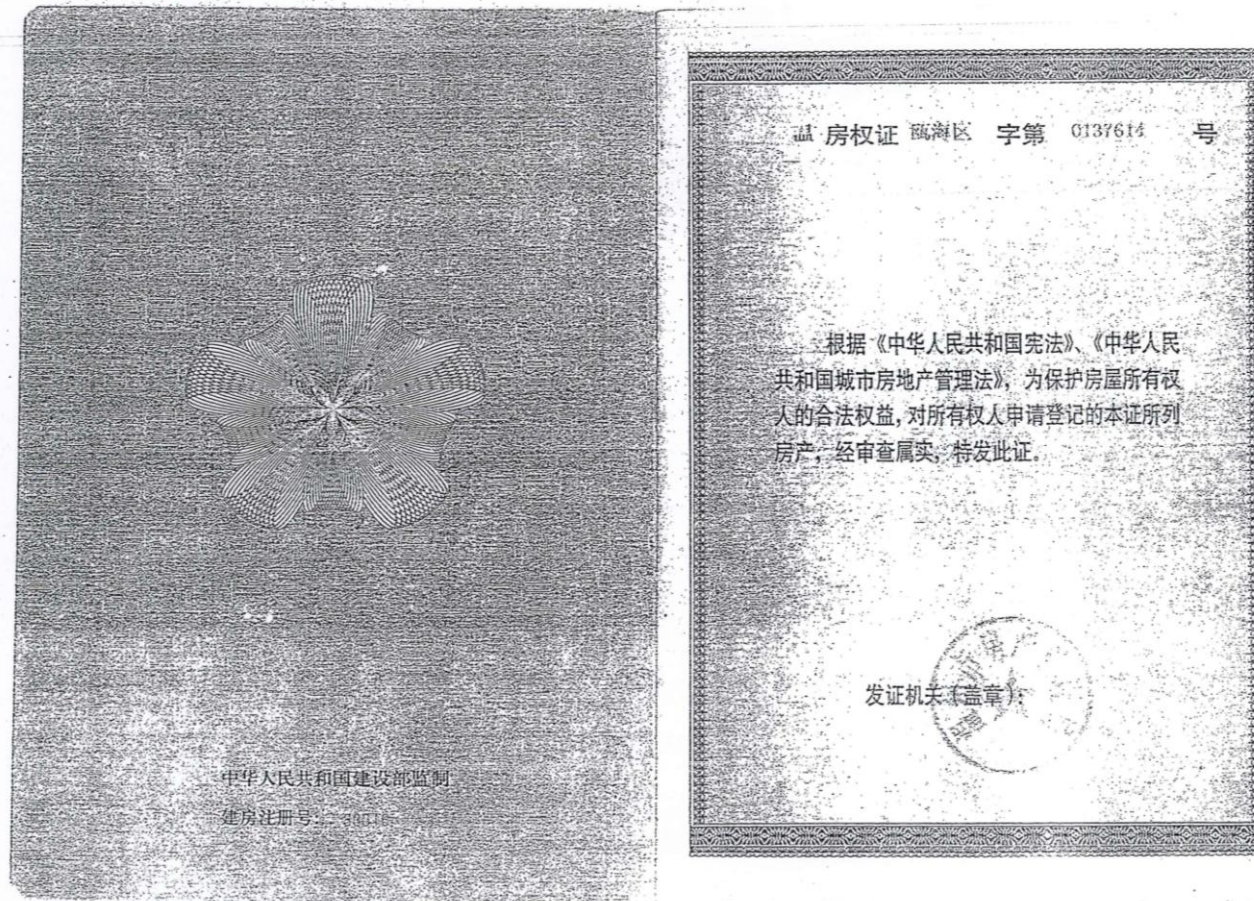 中华人民共和国建设部监制
建房注册号:
温 房权证 瓯海区 字第 0137614 号
根据《中华人民共和国宪法》、《中华人民
共和国城市房地产管理法》, 为保护房屋所有权
人的合法权益, 对所有权人申请登记的本证所列
房产, 经审查属实, 特发此证。
发证机关(盖章):